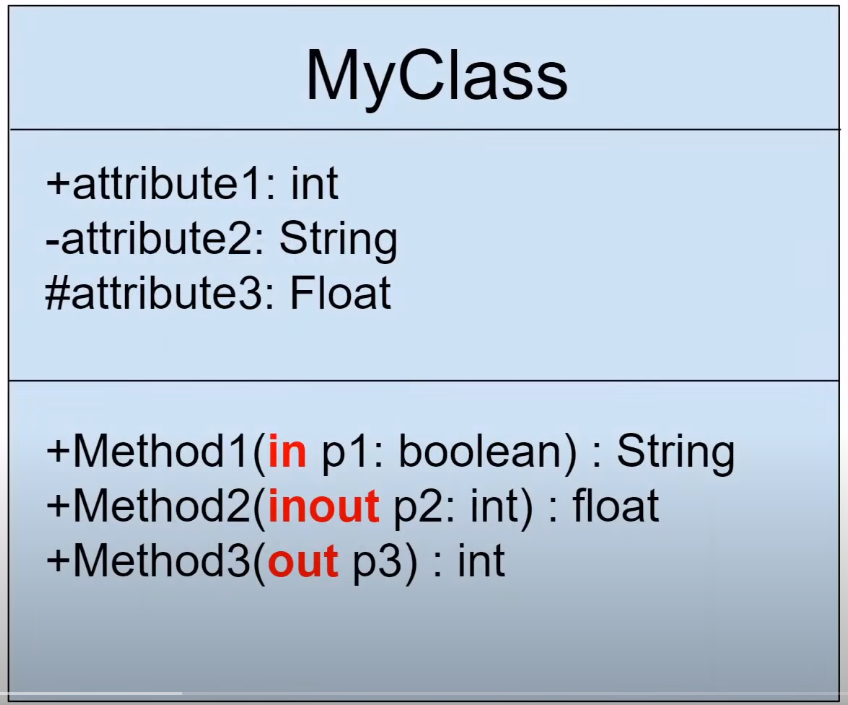 MyClass
+attribute1: int
-attribute2: String
#attribute3: Float
+Method1(in p1: boolean) : String
+Method2(inout p2: int) : float
+Method3(out p3) : int